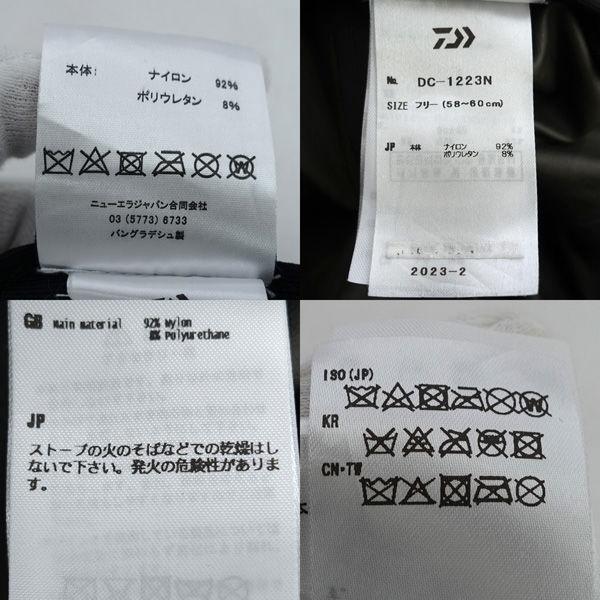 本体: ナイロン 92%
ポリウレタン 8%
ニューエラジャパン合同会社
03 (5773) 6733
バングラデシュ製
No. DC-1223N
SIZE フリー(58〜60cm)
JP 本体 ナイロン 92%
ポリウレタン 8%
2023-2
GB Main material 92% Nylon
8% Polyurethane
JP
ストーブの火のそばなどでの乾燥は し
ないで下さい。発火の危険性がありま
す。
ISO(JP)
KR
CN・TW